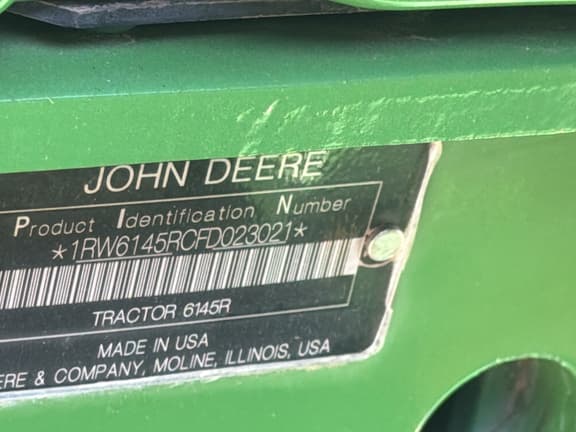 JOHN DEERE
Product Identification Number
*1RW6145RCFD023021*
TRACTOR 6145R
MADE IN USA
ERE & COMPANY, MOLINE, ILLINOIS, USA